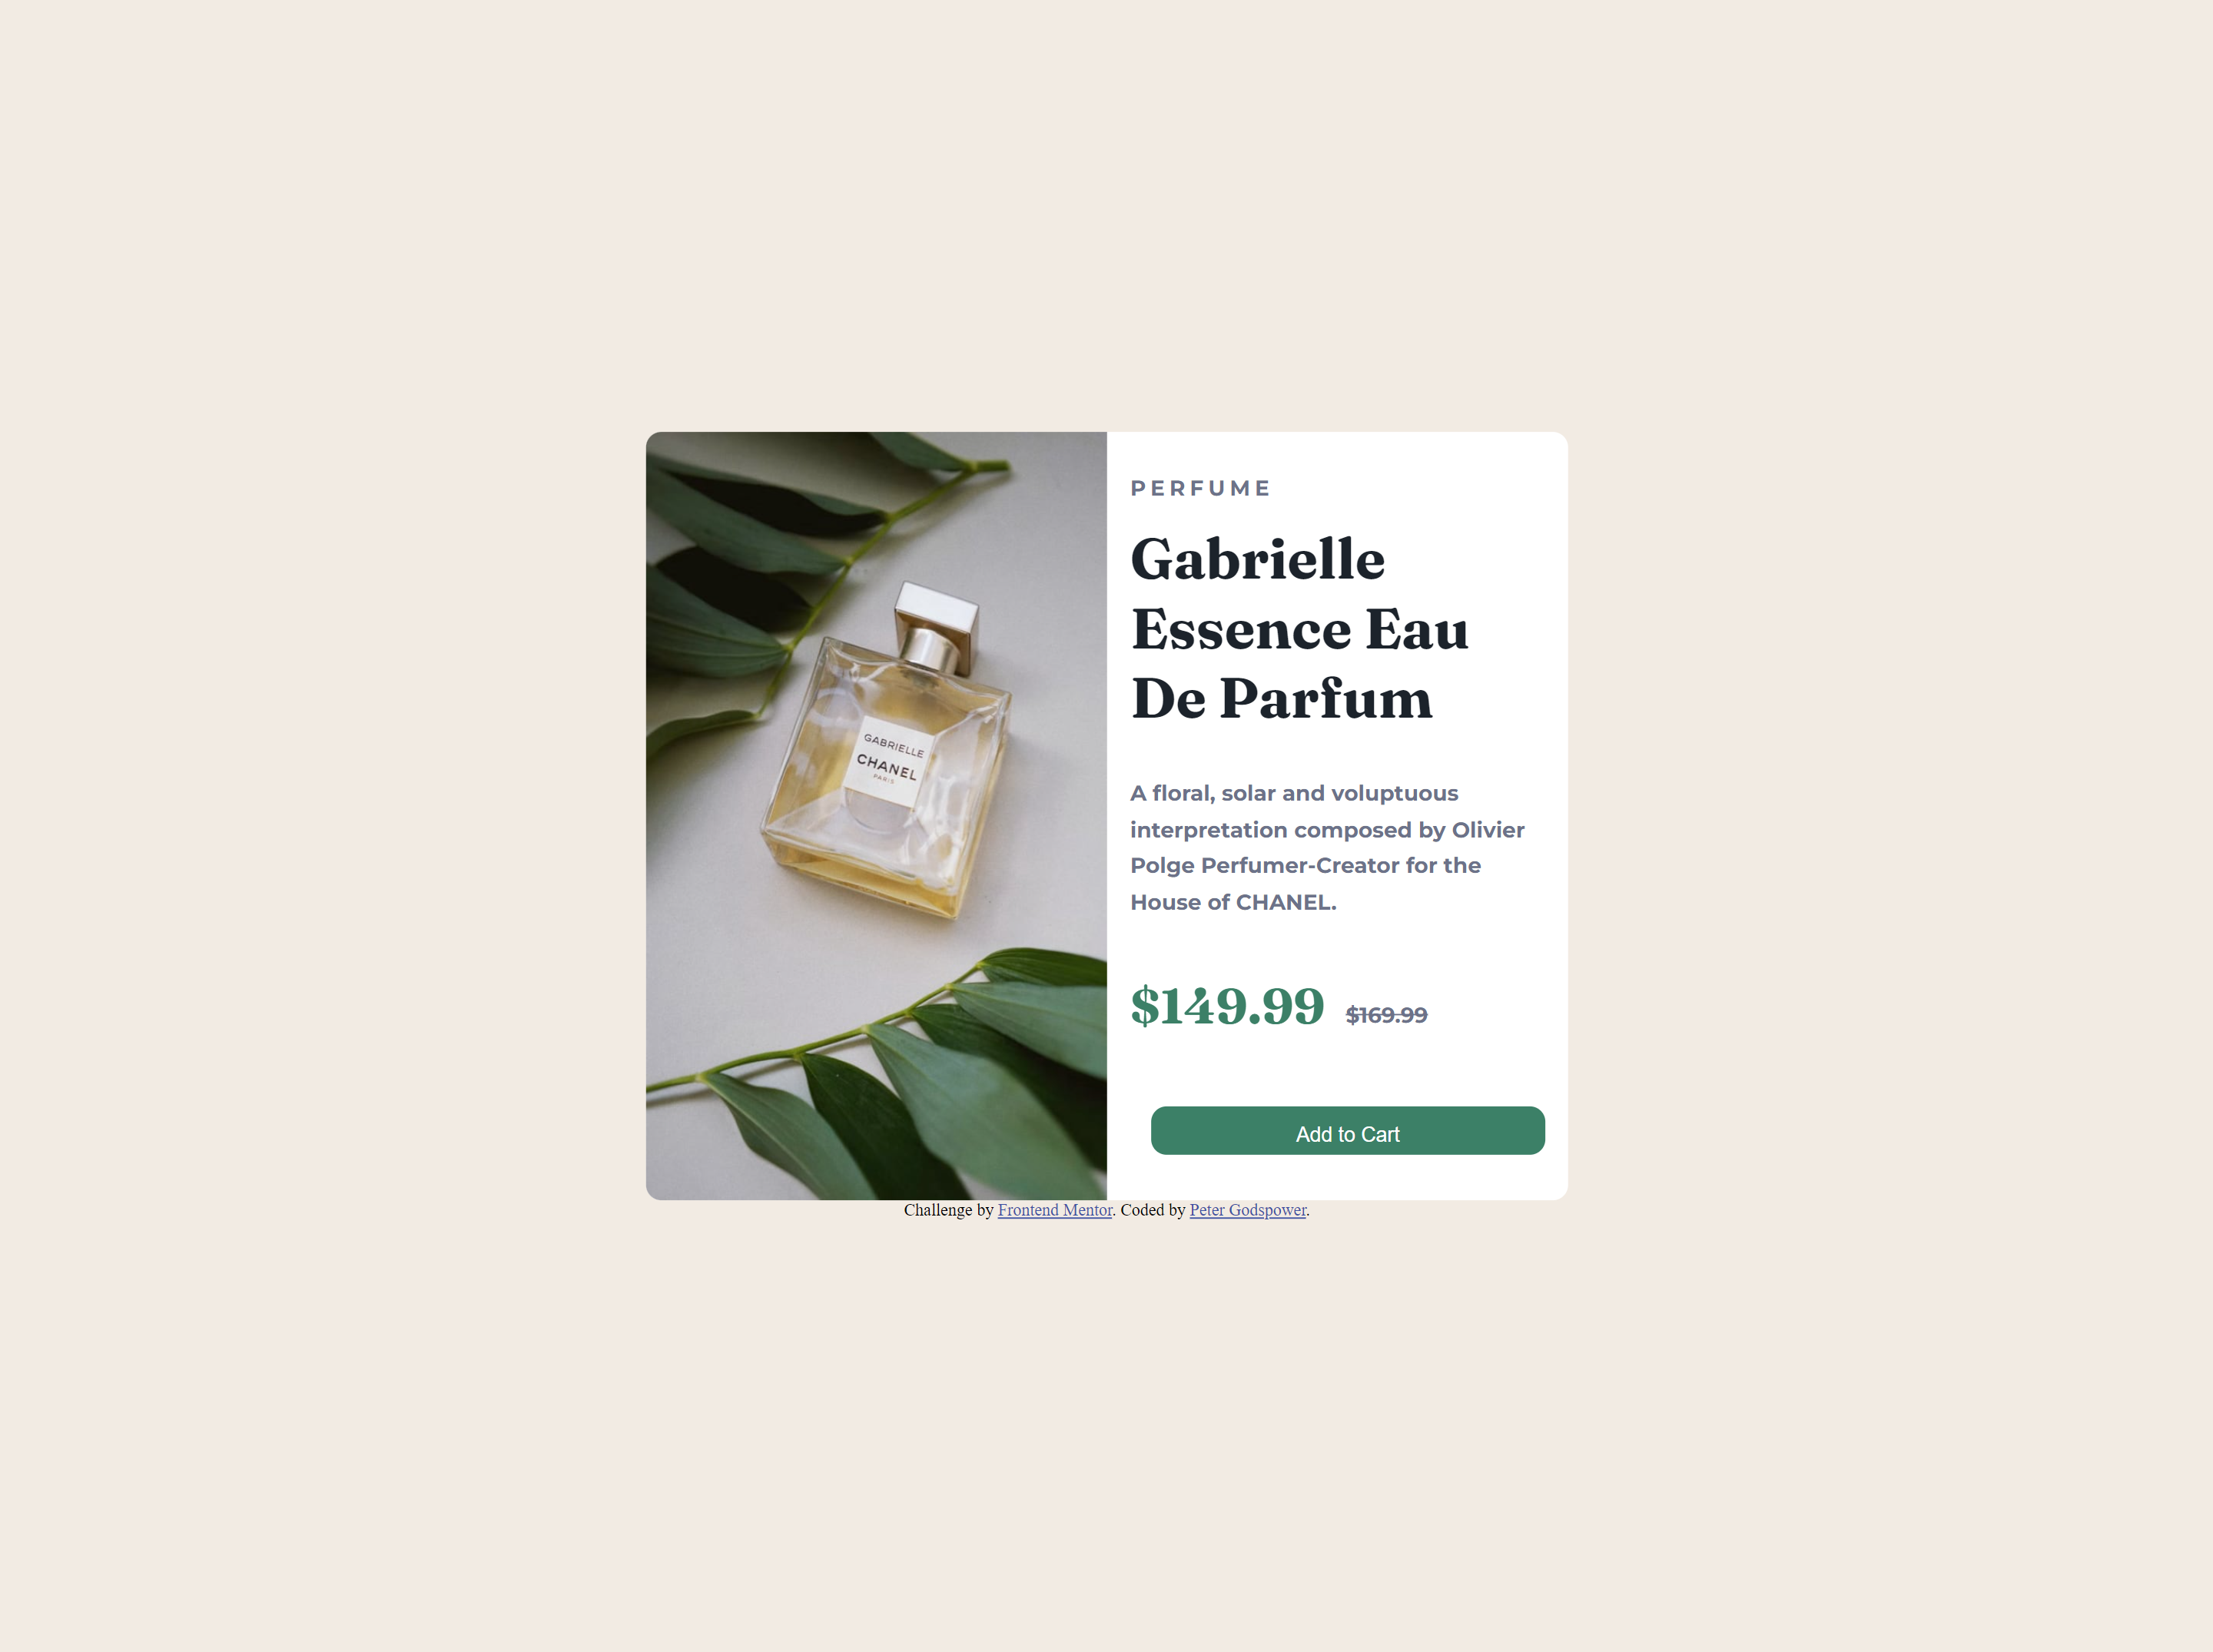 GABRIELLE
CHANEL
PARIS
PERFUME
Gabrielle
Essence Eau
De Parfum
A floral, solar and voluptuous
interpretation composed by Olivier
Polge Perfumer-Creator for the
House of CHANEL.
$149.99 $169.99
Add to Cart
Challenge by Frontend Mentor. Coded by Peter Godspower.